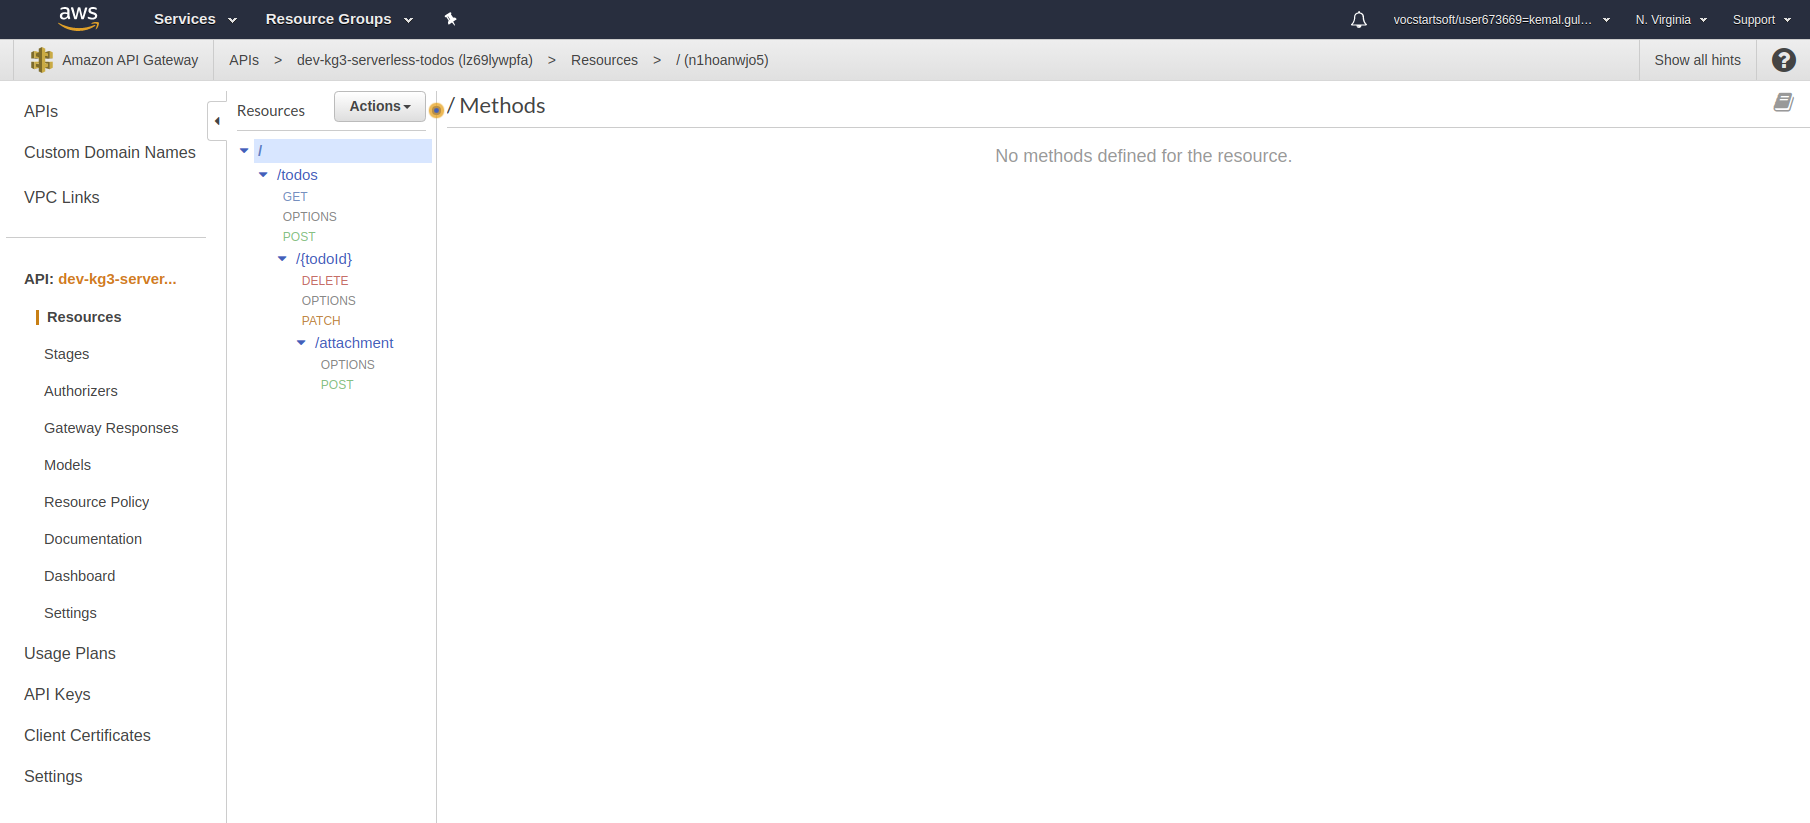 aws Services Resource Groups vocstartsoft/user673669=kemal.gul... N. Virginia Support
Amazon API Gateway APIs > dev-kg3-serverless-todos (lz69lywpfa) > Resources > / (n1hoanwjo5) Show all hints ?
APIs
Custom Domain Names
VPC Links
API: dev-kg3-server...
Resources
Stages
Authorizers
Gateway Responses
Models
Resource Policy
Documentation
Dashboard
Settings
Usage Plans
API Keys
Client Certificates
Settings
Resources Actions
/
/todos
GET
OPTIONS
POST
/{todoId}
DELETE
OPTIONS
PATCH
/attachment
OPTIONS
POST
/ Methods
No methods defined for the resource.